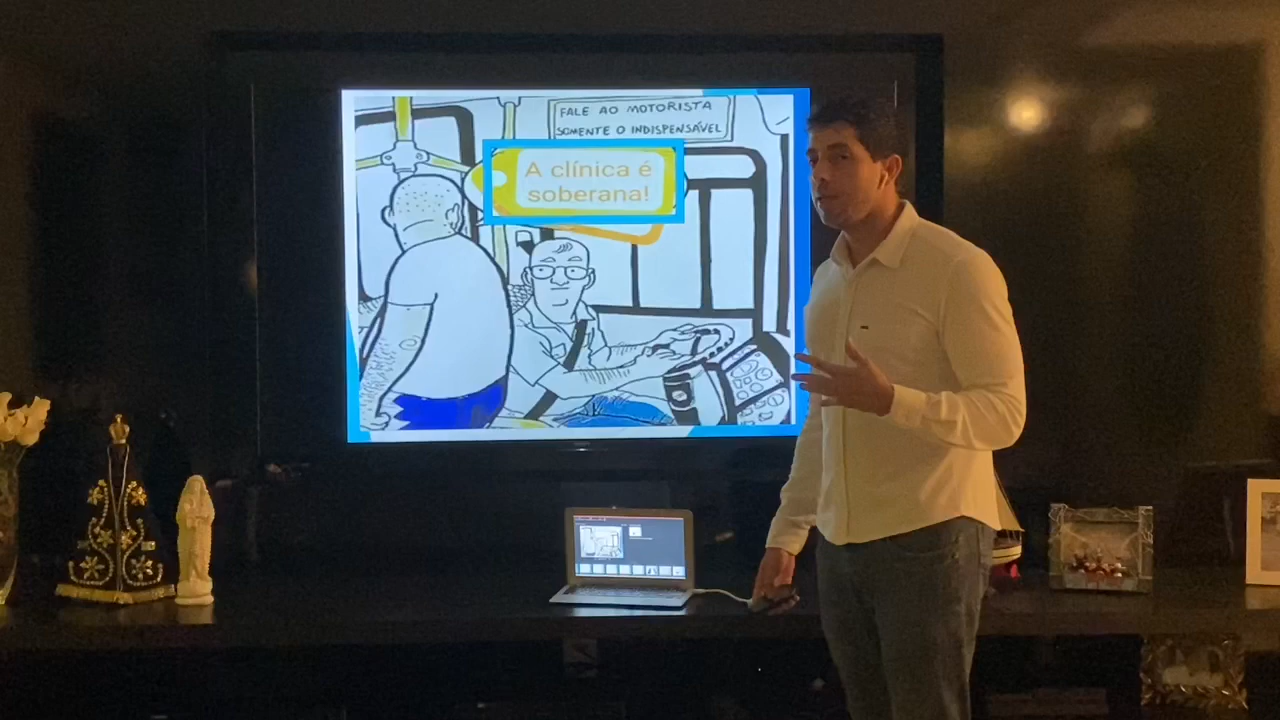 FALE AO MOTORISTA
SOMENTE O INDISPENSÁVEL
A clínica é
soberana!